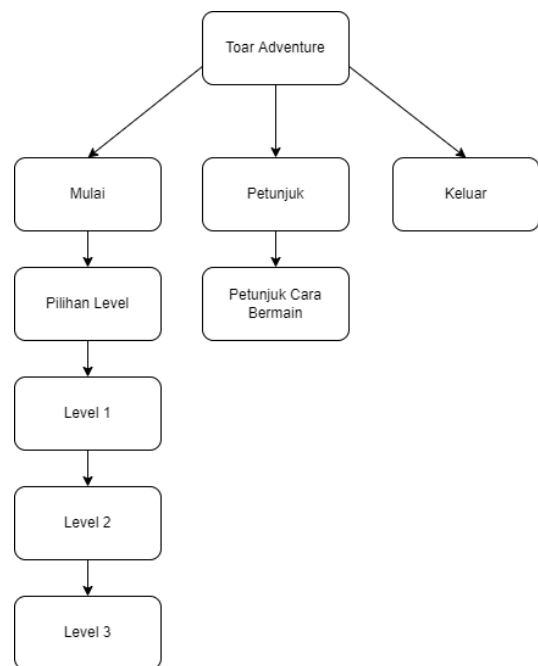 Toar Adventure
Mulai
Petunjuk
Keluar
Pilihan Level
Petunjuk Cara
Bermain
Level 1
Level 2
Level 3